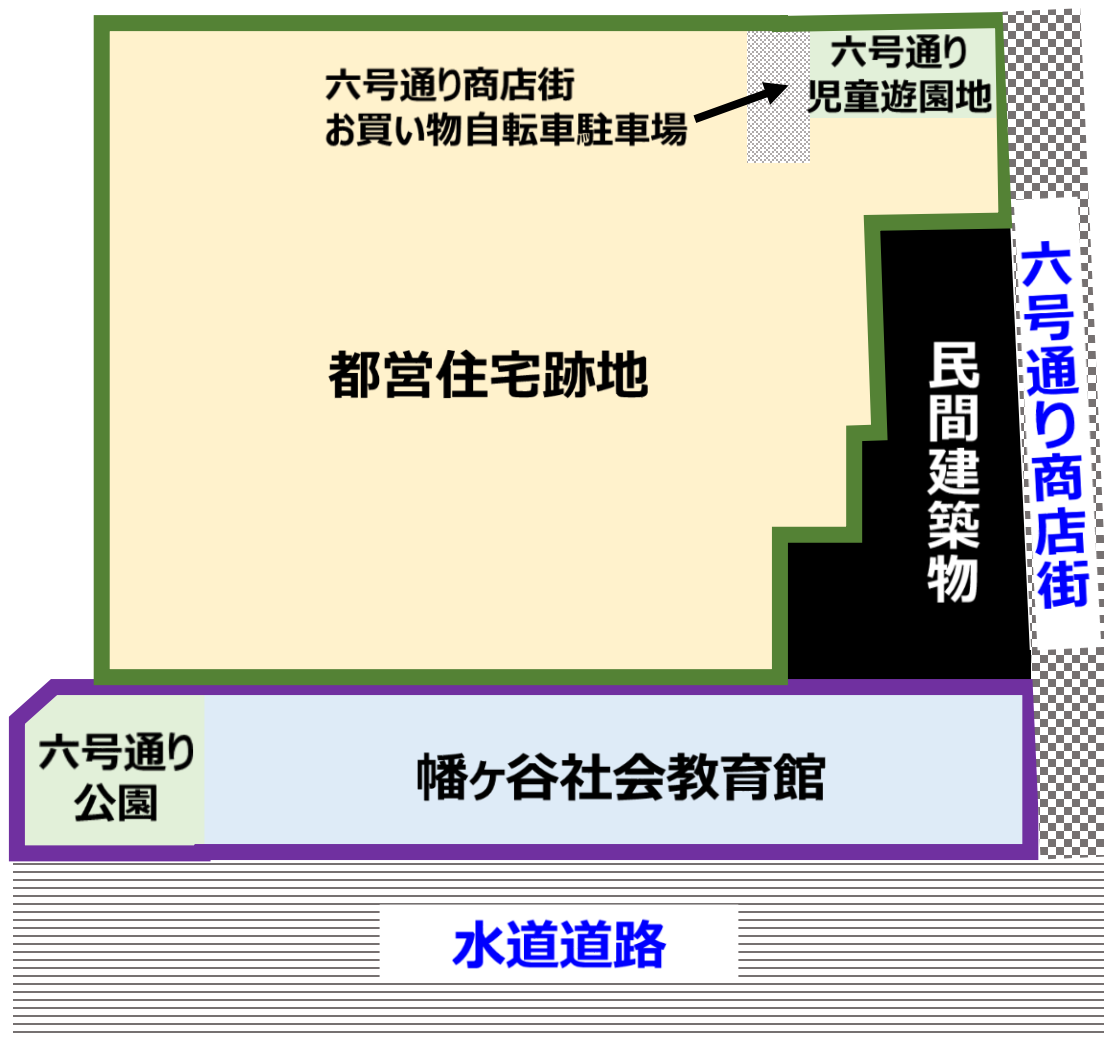 六号通り
児童遊園地
六号通り商店街
お買い物自転車駐車場
都営住宅跡地
民間建築物
六号通り商店街
六号通り
公園
幡ヶ谷社会教育館
水道道路